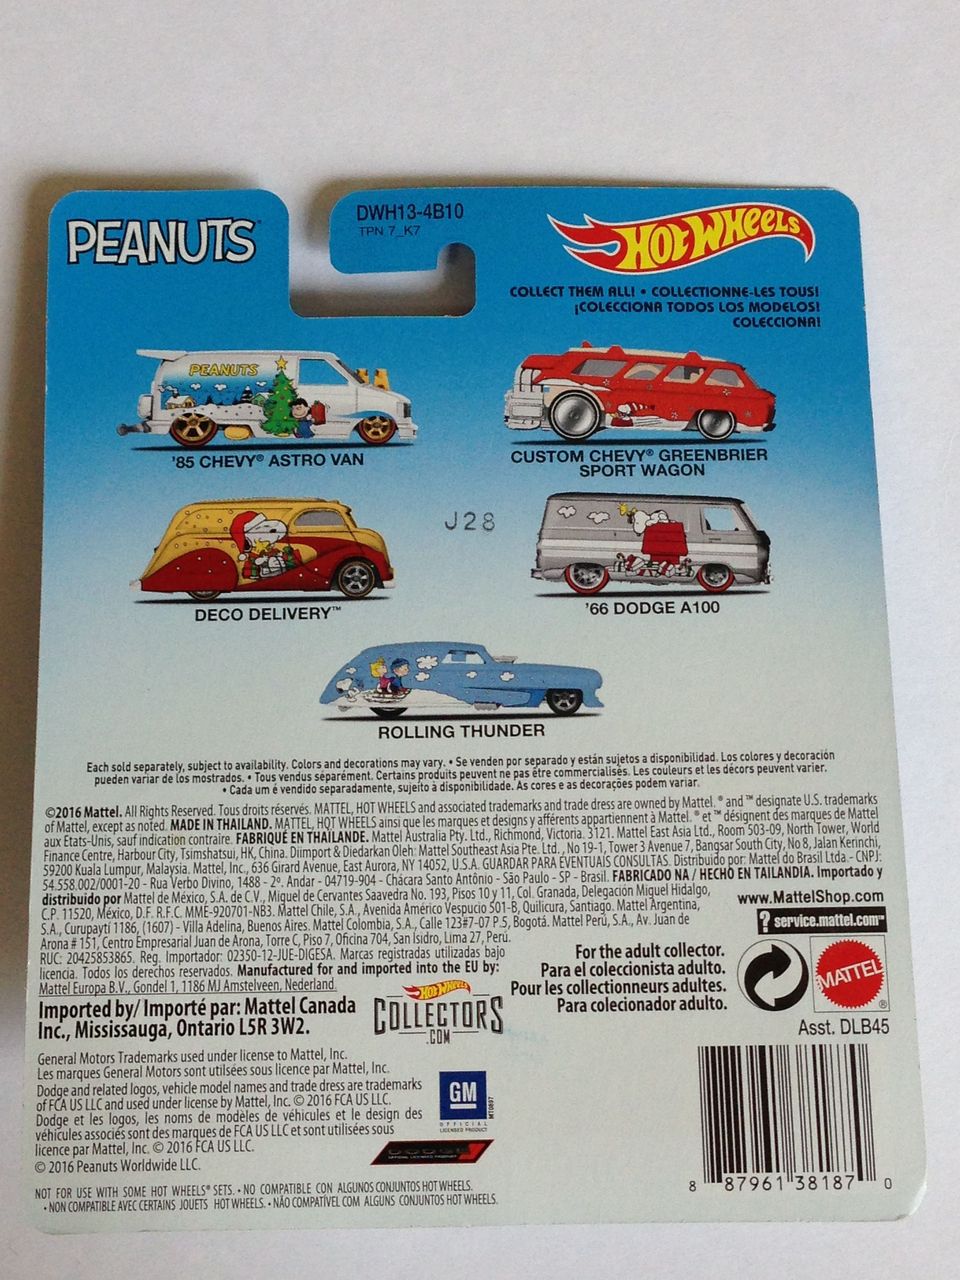 PEANUTS
DWH13-4B10
TPN 7_K7
HOT WHEELS
COLLECT THEM ALL! • COLLECTIONNE-LES TOUS!
¡COLECCIONA TODOS LOS MODELOS!
COLECCIONA!
PEANUTS
'85 CHEVY® ASTRO VAN
CUSTOM CHEVY® GREENBRIER
SPORT WAGON
J28
DECO DELIVERY™
'66 DODGE A100
ROLLING THUNDER
Each sold separately, subject to availability. Colors and decorations may vary. • Se venden por separado y están sujetos a disponibilidad. Los colores y decoración
pueden variar de los mostrados. • Tous vendus séparément. Certains produits peuvent ne pas être commercialisés. Les couleurs et les décors peuvent varier.
• Cada um é vendido separadamente, sujeito à disponibilidade. As cores e as decorações podem variar.
©2016 Mattel. All Rights Reserved. Tous droits réservés. MATTEL, HOT WHEELS and associated trademarks and trade dress are owned by Mattel. ® and ™ designate U.S. trademarks
of Mattel, except as noted. MADE IN THAILAND. MATTEL, HOT WHEELS ainsi que les marques et designs y afférents appartiennent à Mattel. ® et ™ désignent des marques de Mattel
aux États-Unis, sauf indication contraire. FABRIQUÉ EN THAÏLANDE. Mattel Australia Pty. Ltd., Richmond, Victoria. 3121. Mattel East Asia Ltd., Room 503-09, North Tower, World
Finance Centre, Harbour City, Tsimshatsui, HK, China. Diimport & Diedarkan Oleh: Mattel Southeast Asia Pte. Ltd., No 19-1, Tower 3 Avenue 7, Bangsar South City, No 8, Jalan Kerinchi,
59200 Kuala Lumpur, Malaysia. Mattel, Inc., 636 Girard Avenue, East Aurora, NY 14052, U.S.A. GUARDAR PARA EVENTUAIS CONSULTAS. Distribuido por: Mattel do Brasil Ltda. - CNPJ:
54.558.002/0001-20 - Rua Verbo Divino, 1488 - 2º. Andar - 04719-904 - Chácara Santo Antônio - São Paulo - SP - Brasil. FABRICADO NA / HECHO EN TAILANDIA. Importado y
distribuido por Mattel de México, S.A. de C.V., Miguel de Cervantes Saavedra No. 193, Pisos 10 y 11, Col. Granada, Delegación Miguel Hidalgo,
C.P. 11520, México, D.F. R.F.C. MME-920701-NB3. Mattel Chile, S.A., Avenida Américo Vespucio 501-B, Quilicura, Santiago. Mattel Argentina,
S.A., Curupaytí 1186, (1607) - Villa Adelina, Buenos Aires. Mattel Colombia, S.A., Calle 123#7-07 P.5, Bogotá. Mattel Perú, S.A., Av. Juan de
Arona # 151, Centro Empresarial Juan de Arona, Torre C, Piso 7, Oficina 704, San Isidro, Lima 27, Perú.
RUC: 20425853865. Reg. Importador: 02350-12-JUE-DIGESA. Marcas registradas utilizadas bajo
licencia. Todos los derechos reservados. Manufactured for and imported into the EU by:
Mattel Europa B.V., Gondel 1, 1186 MJ Amstelveen, Nederland.
Imported by/ Importé par: Mattel Canada
Inc., Mississauga, Ontario L5R 3W2.
www.MattelShop.com
? service.mattel.com™
For the adult collector.
Para el coleccionista adulto.
Pour les collectionneurs adultes.
Para colecionador adulto.
MATTEL®
HOT WHEELS
COLLECTORS
.COM
Asst. DLB45
General Motors Trademarks used under license to Mattel, Inc.
Les marques General Motors sont utilisées sous licence par Mattel, Inc.
Dodge and related logos, vehicle model names and trade dress are trademarks
of FCA US LLC and used under license by Mattel, Inc. © 2016 FCA US LLC.
Dodge et les logos, les noms de modèles de véhicules et le design des
véhicules associés sont des marques de FCA US LLC et sont utilisées sous
licence par Mattel, Inc. © 2016 FCA US LLC.
© 2016 Peanuts Worldwide LLC.
GM
OFFICIAL
LICENSED PRODUCT
DODGE
OFFICIAL LICENSED PRODUCT
8 87961 38187 0
NOT FOR USE WITH SOME HOT WHEELS® SETS. • NO COMPATIBLE CON ALGUNOS CONJUNTOS HOT WHEELS.
• NON COMPATIBLE AVEC CERTAINS JOUETS HOT WHEELS. • NÃO COMPATÍVEL COM ALGUNS CONJUNTOS HOT WHEELS.